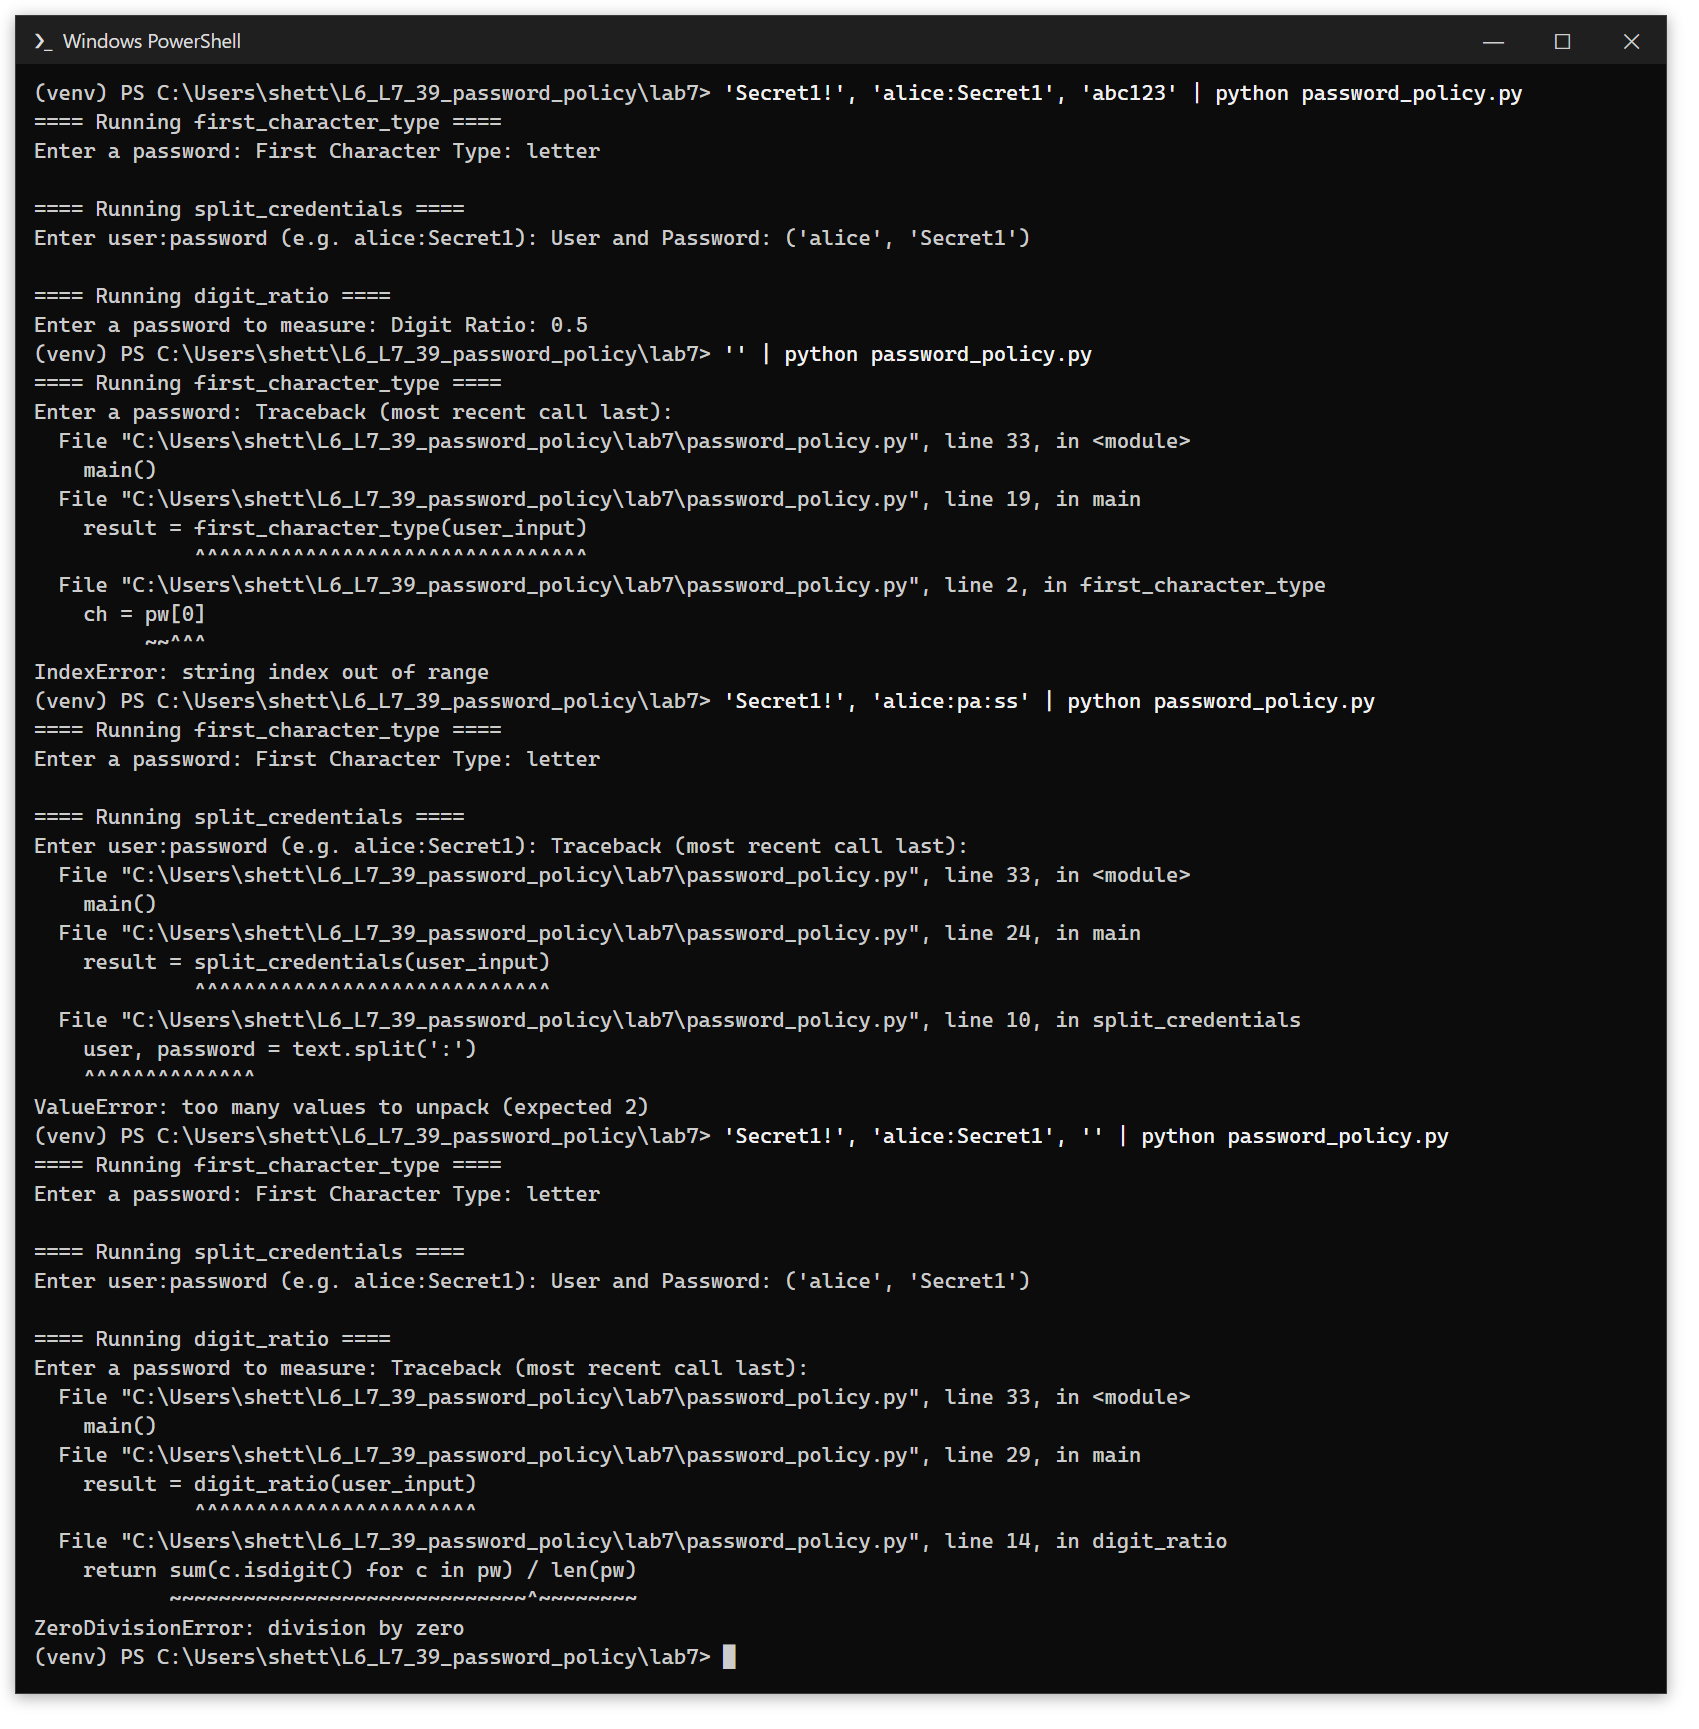 Windows PowerShell
(venv) PS C:\Users\shett\L6_L7_39_password_policy\lab7> 'Secret1!', 'alice:Secret1', 'abc123' | python password_policy.py
==== Running first_character_type ====
Enter a password: First Character Type: letter

==== Running split_credentials ====
Enter user:password (e.g. alice:Secret1): User and Password: ('alice', 'Secret1')

==== Running digit_ratio ====
Enter a password to measure: Digit Ratio: 0.5
(venv) PS C:\Users\shett\L6_L7_39_password_policy\lab7> '' | python password_policy.py
==== Running first_character_type ====
Enter a password: Traceback (most recent call last):
  File "C:\Users\shett\L6_L7_39_password_policy\lab7\password_policy.py", line 33, in <module>
    main()
  File "C:\Users\shett\L6_L7_39_password_policy\lab7\password_policy.py", line 19, in main
    result = first_character_type(user_input)
             ^^^^^^^^^^^^^^^^^^^^^^^^^^^^^^^^
  File "C:\Users\shett\L6_L7_39_password_policy\lab7\password_policy.py", line 2, in first_character_type
    ch = pw[0]
         ~~^^^
IndexError: string index out of range
(venv) PS C:\Users\shett\L6_L7_39_password_policy\lab7> 'Secret1!', 'alice:pa:ss' | python password_policy.py
==== Running first_character_type ====
Enter a password: First Character Type: letter

==== Running split_credentials ====
Enter user:password (e.g. alice:Secret1): Traceback (most recent call last):
  File "C:\Users\shett\L6_L7_39_password_policy\lab7\password_policy.py", line 33, in <module>
    main()
  File "C:\Users\shett\L6_L7_39_password_policy\lab7\password_policy.py", line 24, in main
    result = split_credentials(user_input)
             ^^^^^^^^^^^^^^^^^^^^^^^^^^^^^
  File "C:\Users\shett\L6_L7_39_password_policy\lab7\password_policy.py", line 10, in split_credentials
    user, password = text.split(':')
    ^^^^^^^^^^^^^^
ValueError: too many values to unpack (expected 2)
(venv) PS C:\Users\shett\L6_L7_39_password_policy\lab7> 'Secret1!', 'alice:Secret1', '' | python password_policy.py
==== Running first_character_type ====
Enter a password: First Character Type: letter

==== Running split_credentials ====
Enter user:password (e.g. alice:Secret1): User and Password: ('alice', 'Secret1')

==== Running digit_ratio ====
Enter a password to measure: Traceback (most recent call last):
  File "C:\Users\shett\L6_L7_39_password_policy\lab7\password_policy.py", line 33, in <module>
    main()
  File "C:\Users\shett\L6_L7_39_password_policy\lab7\password_policy.py", line 29, in main
    result = digit_ratio(user_input)
             ^^^^^^^^^^^^^^^^^^^^^^^
  File "C:\Users\shett\L6_L7_39_password_policy\lab7\password_policy.py", line 14, in digit_ratio
    return sum(c.isdigit() for c in pw) / len(pw)
           ~~~~~~~~~~~~~~~~~~~~~~~~~~~~~^~~~~~~~~
ZeroDivisionError: division by zero
(venv) PS C:\Users\shett\L6_L7_39_password_policy\lab7>